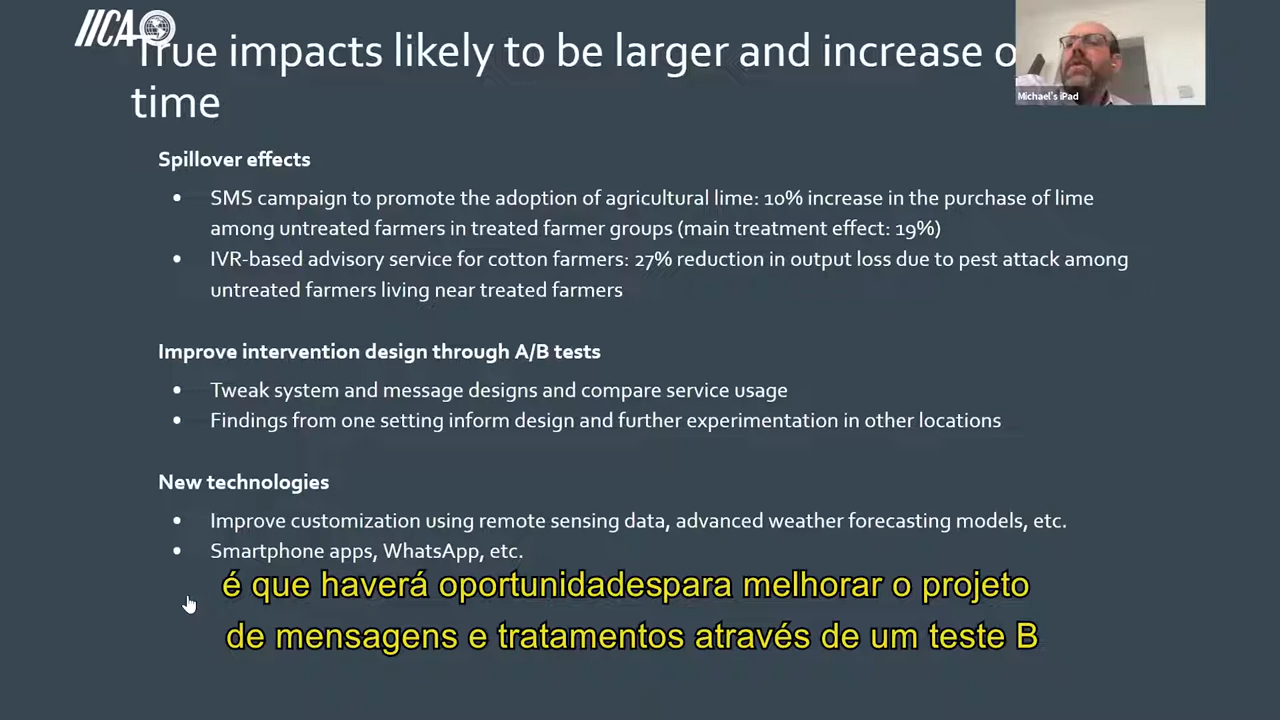 IICA
True impacts likely to be larger and increase o
time
Michael's iPad
Spillover effects
• SMS campaign to promote the adoption of agricultural lime: 10% increase in the purchase of lime
among untreated farmers in treated farmer groups (main treatment effect: 19%)
• IVR-based advisory service for cotton farmers: 27% reduction in output loss due to pest attack among
untreated farmers living near treated farmers
Improve intervention design through A/B tests
• Tweak system and message designs and compare service usage
• Findings from one setting inform design and further experimentation in other locations
New technologies
• Improve customization using remote sensing data, advanced weather forecasting models, etc.
• Smartphone apps, WhatsApp, etc.
é que haverá oportunidadespara melhorar o projeto
de mensagens e tratamentos através de um teste B